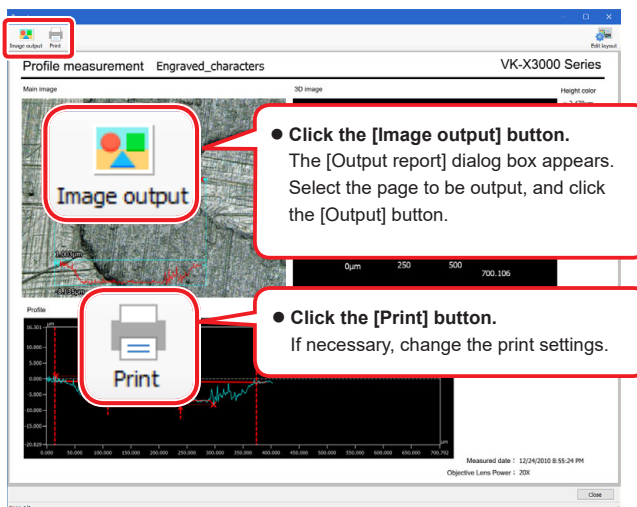 Image output Print
Edit layout
Profile measurement Engraved_characters VK-X3000 Series
Main image 3D image Height color
● Click the [Image output] button.
The [Output report] dialog box appears.
Select the page to be output, and click
the [Output] button.
Image output
1.033µm
0µm 250 500
700.106
Profile
● Click the [Print] button.
If necessary, change the print settings.
Print
µm
16.301
10.000
5.000
0.000
-5.000
-10.000
-15.000
-20.829
0.000 50.000 100.000 150.000 200.000 250.000 300.000 350.000 400.000 450.000 500.000 550.000 600.000 650.000 700.702
µm
Measured date : 12/24/2010 8:55:24 PM
Objective Lens Power : 20X
Close